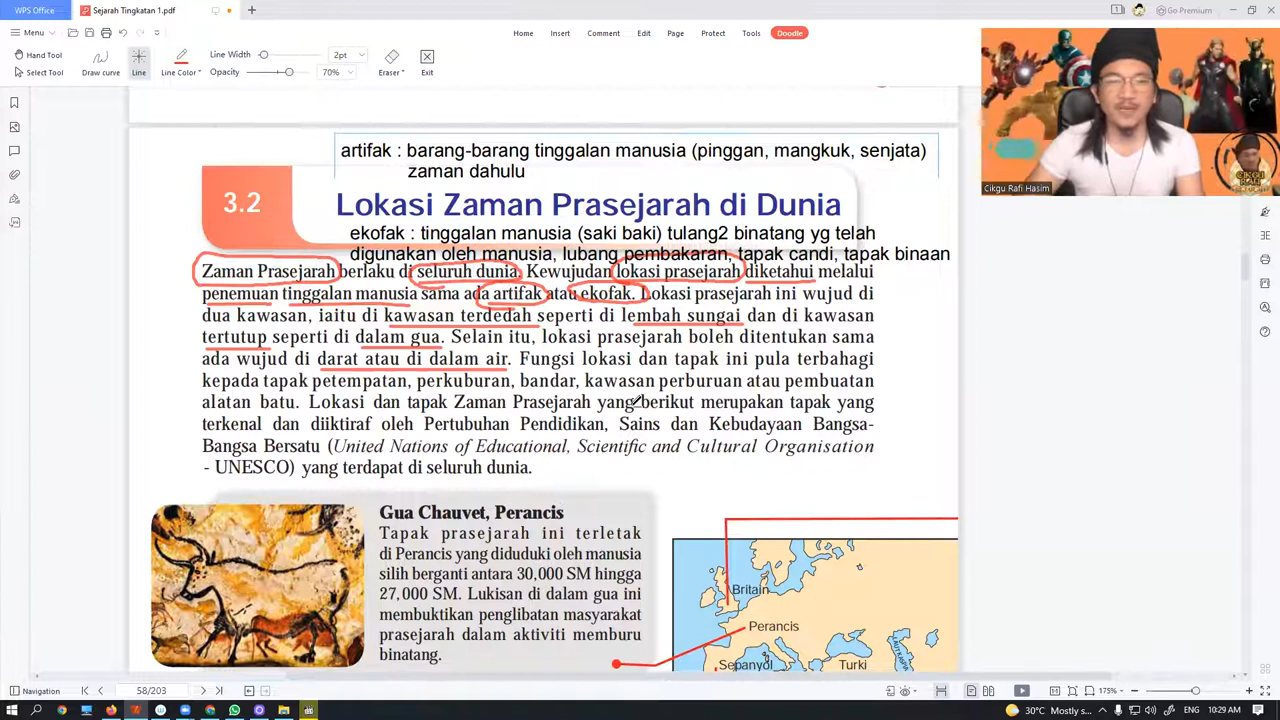 WPS Office
Sejarah Tingkatan 1.pdf
Go Premium
Menu
Home Insert Comment Edit Page Protect Tools Doodle
Hand Tool
Select Tool
Draw curve
Line
Line Color
Line Width 2pt
Opacity 70%
Eraser
Exit
artifak : barang-barang tinggalan manusia (pinggan, mangkuk, senjata)
zaman dahulu
3.2 Lokasi Zaman Prasejarah di Dunia
ekofak : tinggalan manusia (saki baki) tulang2 binatang yg telah
digunakan oleh manusia, lubang pembakaran, tapak candi, tapak binaan
Zaman Prasejarah berlaku di seluruh dunia. Kewujudan lokasi prasejarah diketahui melalui
penemuan tinggalan manusia sama ada artifak atau ekofak. Lokasi prasejarah ini wujud di
dua kawasan, iaitu di kawasan terdedah seperti di lembah sungai dan di kawasan
tertutup seperti di dalam gua. Selain itu, lokasi prasejarah boleh ditentukan sama
ada wujud di darat atau di dalam air. Fungsi lokasi dan tapak ini pula terbahagi
kepada tapak petempatan, perkuburan, bandar, kawasan perburuan atau pembuatan
alatan batu. Lokasi dan tapak Zaman Prasejarah yang berikut merupakan tapak yang
terkenal dan diiktiraf oleh Pertubuhan Pendidikan, Sains dan Kebudayaan Bangsa-
Bangsa Bersatu (United Nations of Educational, Scientific and Cultural Organisation
- UNESCO) yang terdapat di seluruh dunia.
Gua Chauvet, Perancis
Tapak prasejarah ini terletak
di Perancis yang diduduki oleh manusia
silih berganti antara 30,000 SM hingga
27,000 SM. Lukisan di dalam gua ini
membuktikan penglibatan masyarakat
prasejarah dalam aktiviti memburu
binatang.
Britain
Perancis
Sepanyol
Turki
Cikgu Rafi Hasim
Navigation
58/203
175%
30°C Mostly s...
10:29 AM